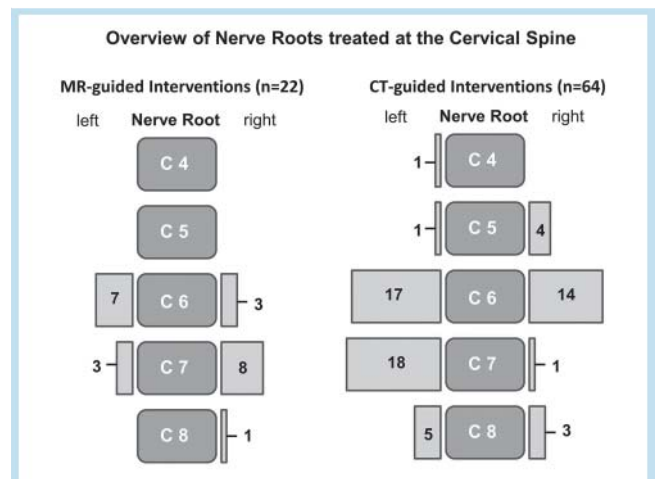 Overview of Nerve Roots treated at the Cervical Spine
MR-guided Interventions (n=22)
left Nerve Root right
C 4
C 5
7 C 6 3
3 C 7 8
C 8 1
CT-guided Interventions (n=64)
left Nerve Root right
1 C 4
1 C 5 4
17 C 6 14
18 C 7 1
5 C 8 3